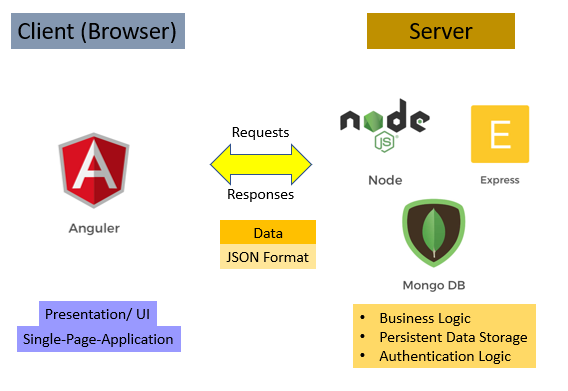 Client (Browser)
Server
Requests
Responses
node
JS
Node
E
Express
A
Anguler
Data
JSON Format
Mongo DB
Presentation/ UI
Single-Page-Application
• Business Logic
• Persistent Data Storage
• Authentication Logic